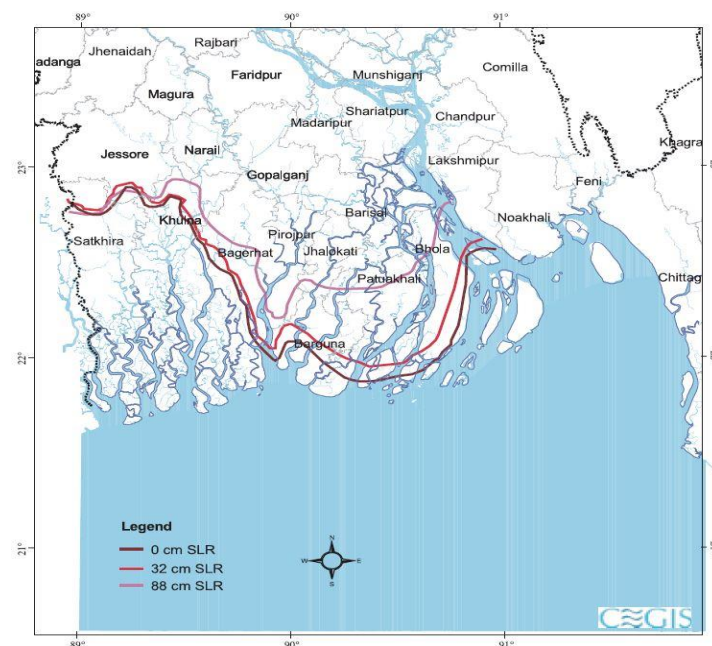 89°
90°
91°
Rajbari
Jhenaidah
Comilla
adanga
Faridpur
Munshiganj
Magura
Shariatpur
Madaripur
Chandpur
Khagra
Jessore
Narail
Lakshmipur
23°
Gopalganj
Feni
Barisal
Noakhali
Khulna
Pirojpur
Satkhira
Bagerhat
Jhalokati
Bhola
Patuakhali
Chittag
Barguna
22°
Legend
0 cm SLR
32 cm SLR
88 cm SLR
21°
N
W
E
S
CEGIS
89°
90°
91°